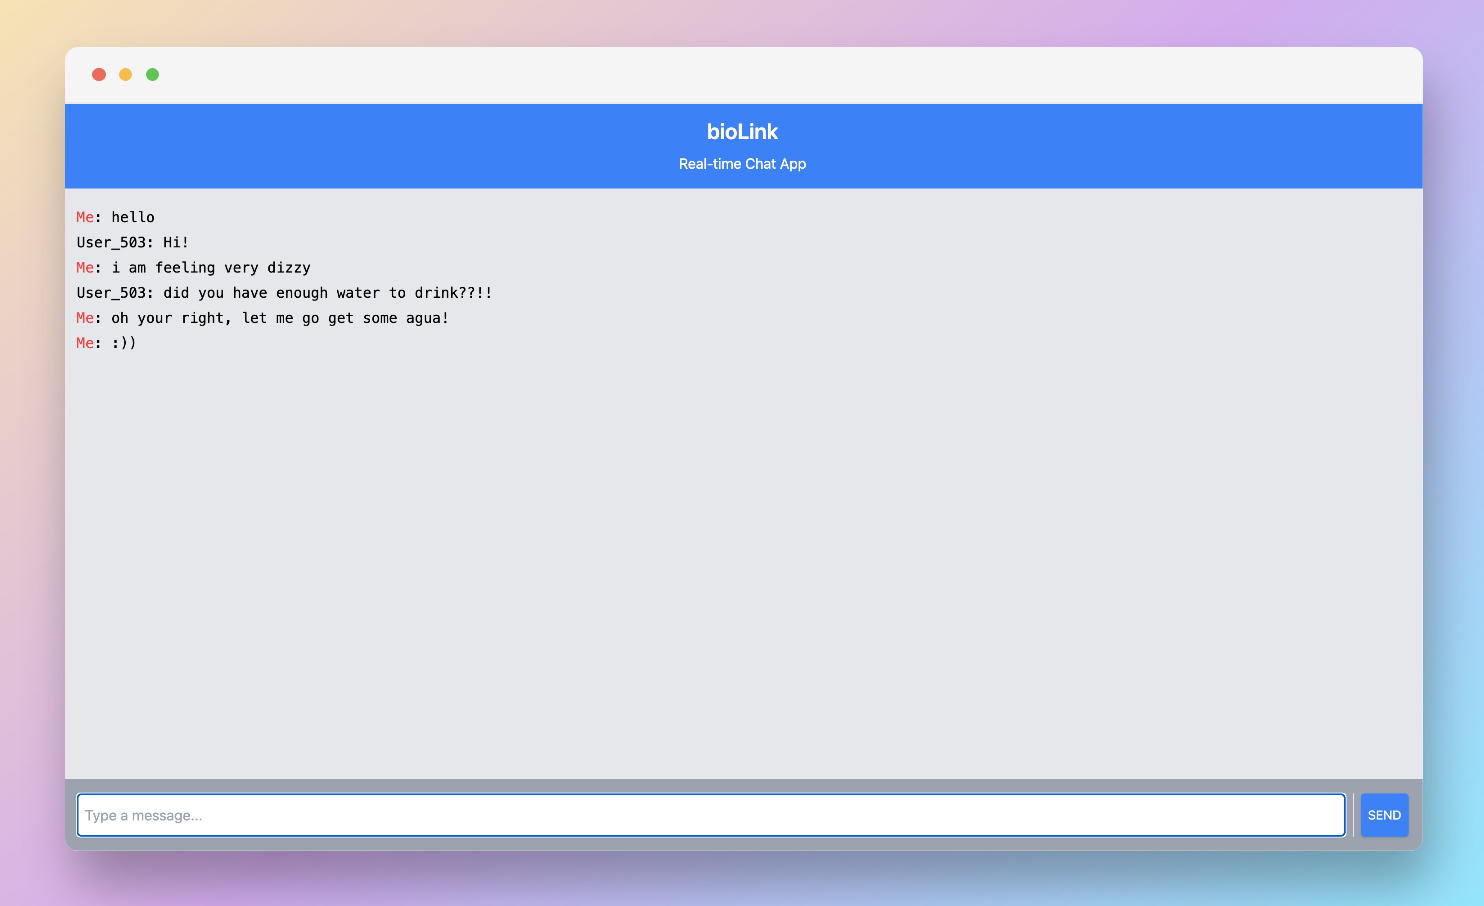 bioLink
Real-time Chat App
Me: hello
User_503: Hi!
Me: i am feeling very dizzy
User_503: did you have enough water to drink??!!
Me: oh your right, let me go get some agua!
Me: :))
Type a message...
SEND